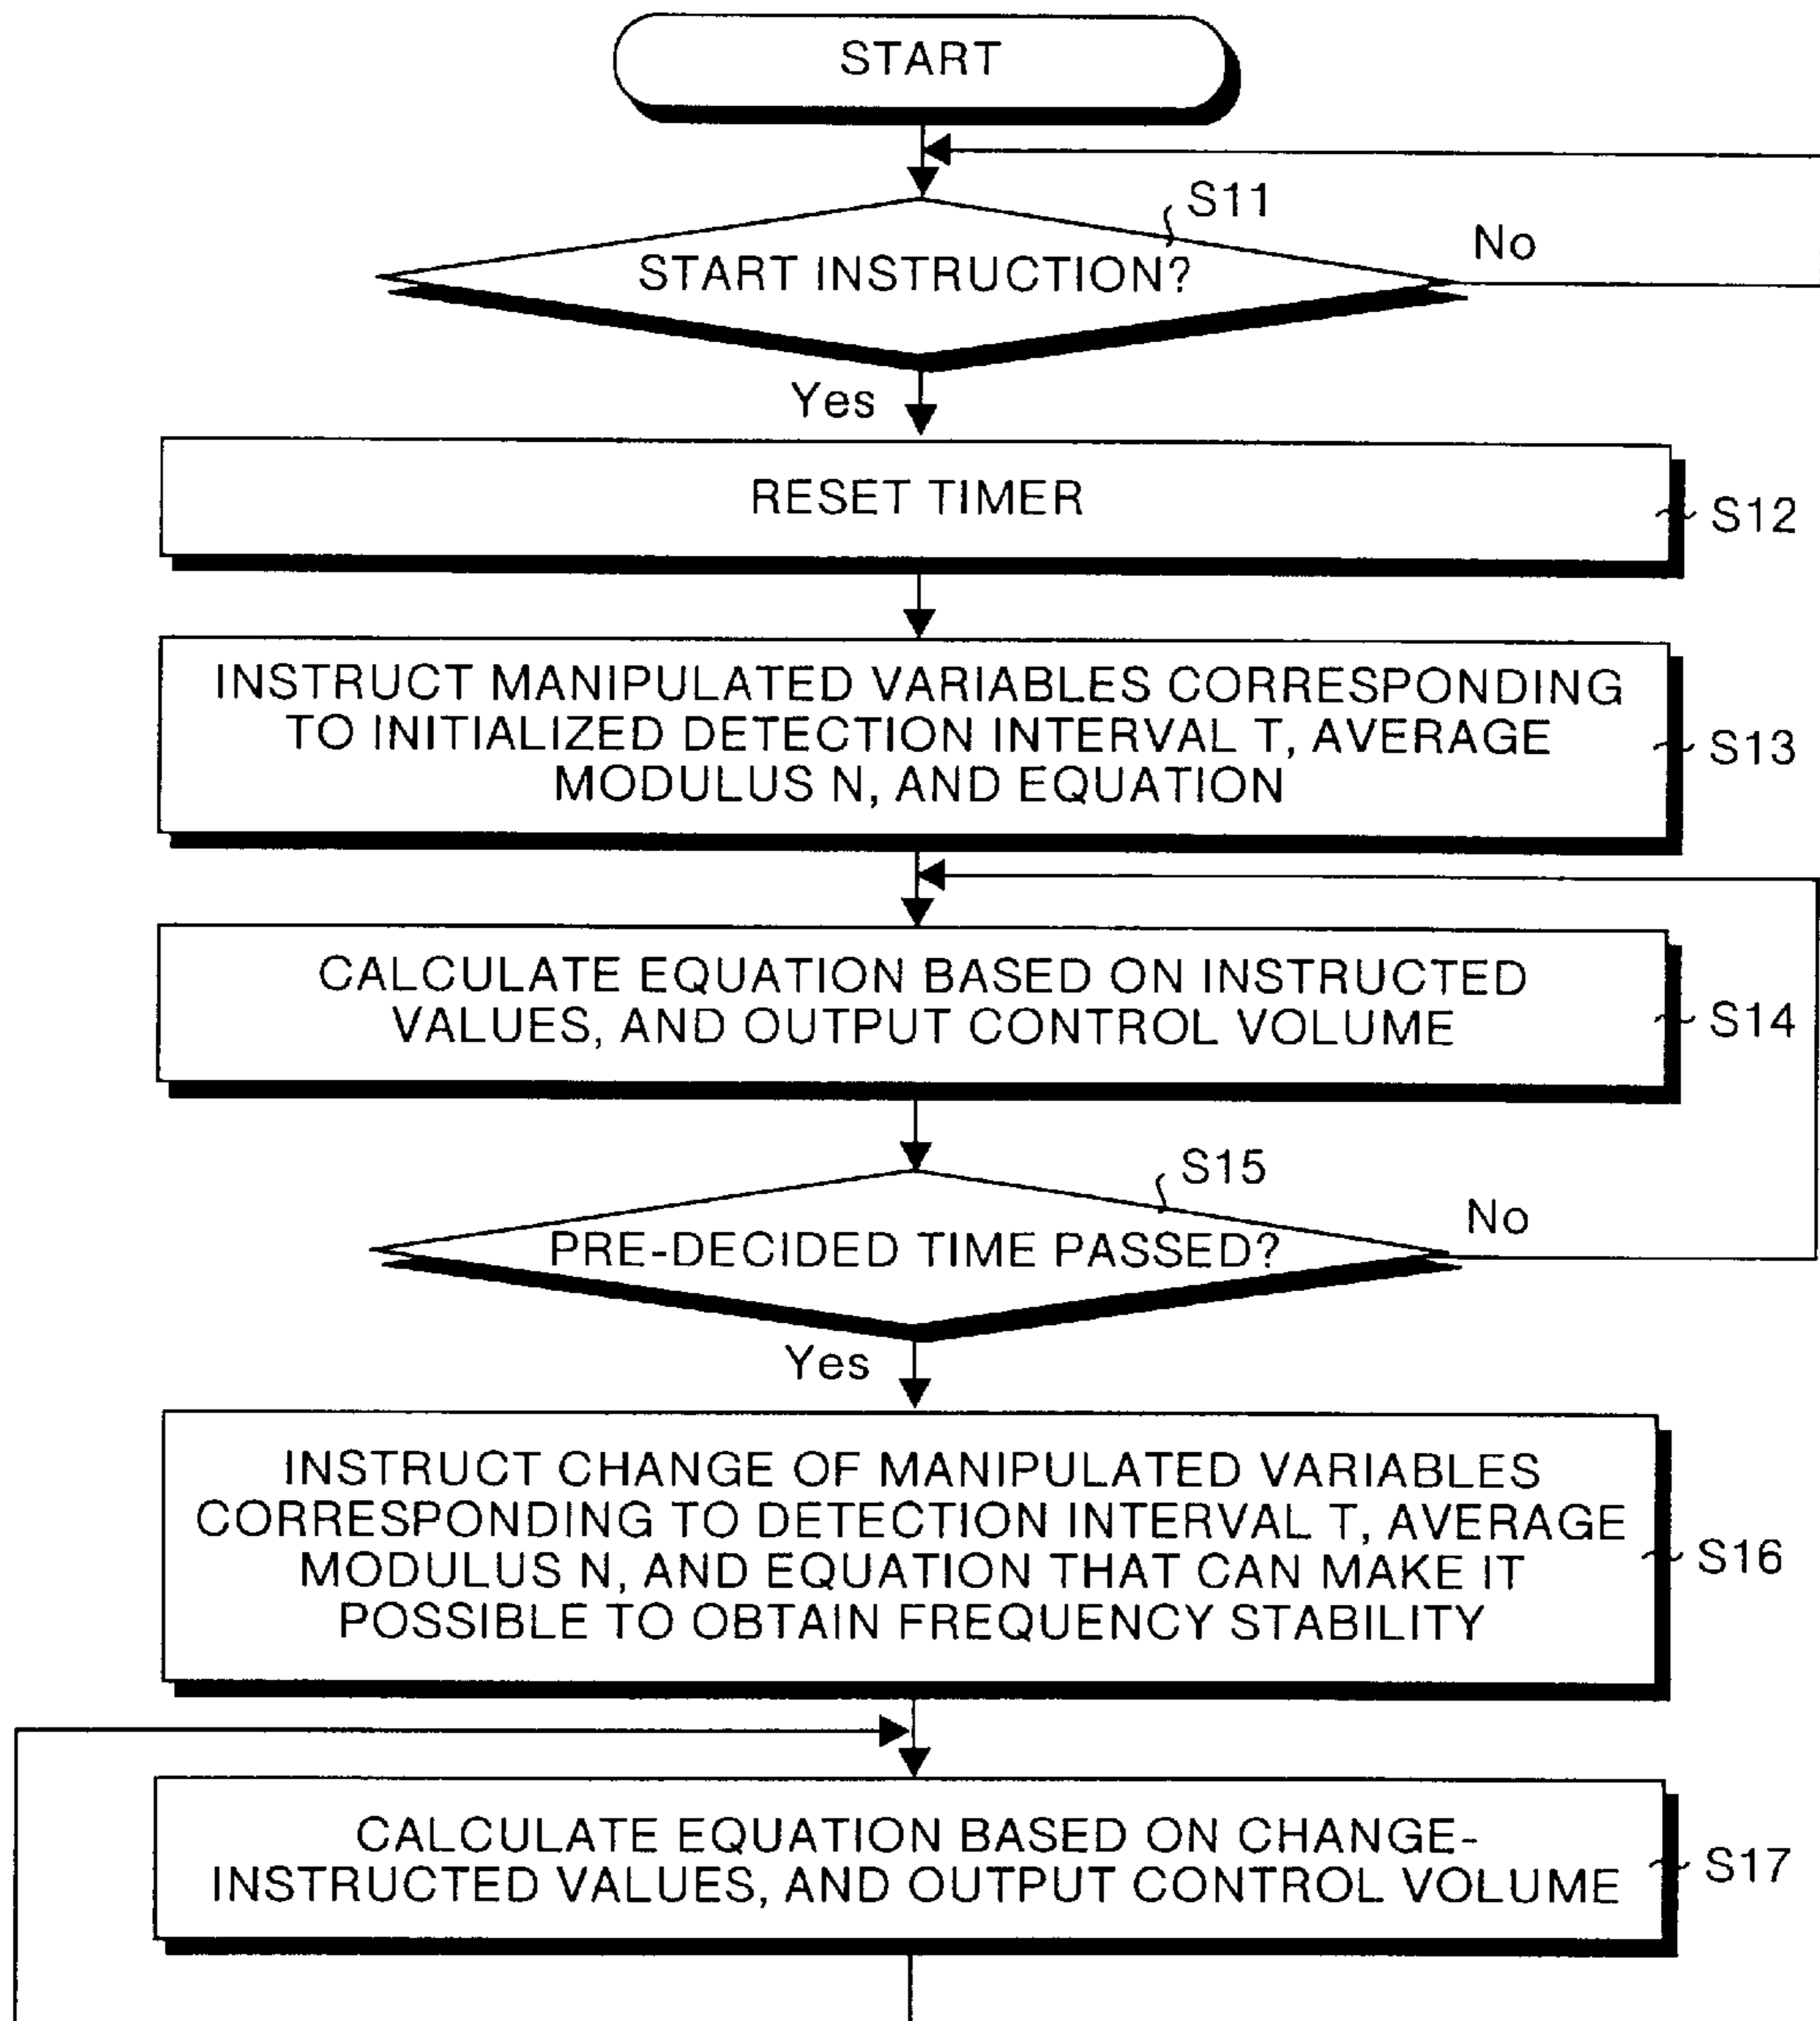 START
S11
No
START INSTRUCTION?
Yes
RESET TIMER
S12
INSTRUCT MANIPULATED VARIABLES CORRESPONDING
TO INITIALIZED DETECTION INTERVAL T, AVERAGE
MODULUS N, AND EQUATION
S13
CALCULATE EQUATION BASED ON INSTRUCTED
VALUES, AND OUTPUT CONTROL VOLUME
S14
S15
No
PRE-DECIDED TIME PASSED?
Yes
INSTRUCT CHANGE OF MANIPULATED VARIABLES
CORRESPONDING TO DETECTION INTERVAL T, AVERAGE
MODULUS N, AND EQUATION THAT CAN MAKE IT
POSSIBLE TO OBTAIN FREQUENCY STABILITY
S16
CALCULATE EQUATION BASED ON CHANGE-
INSTRUCTED VALUES, AND OUTPUT CONTROL VOLUME
S17